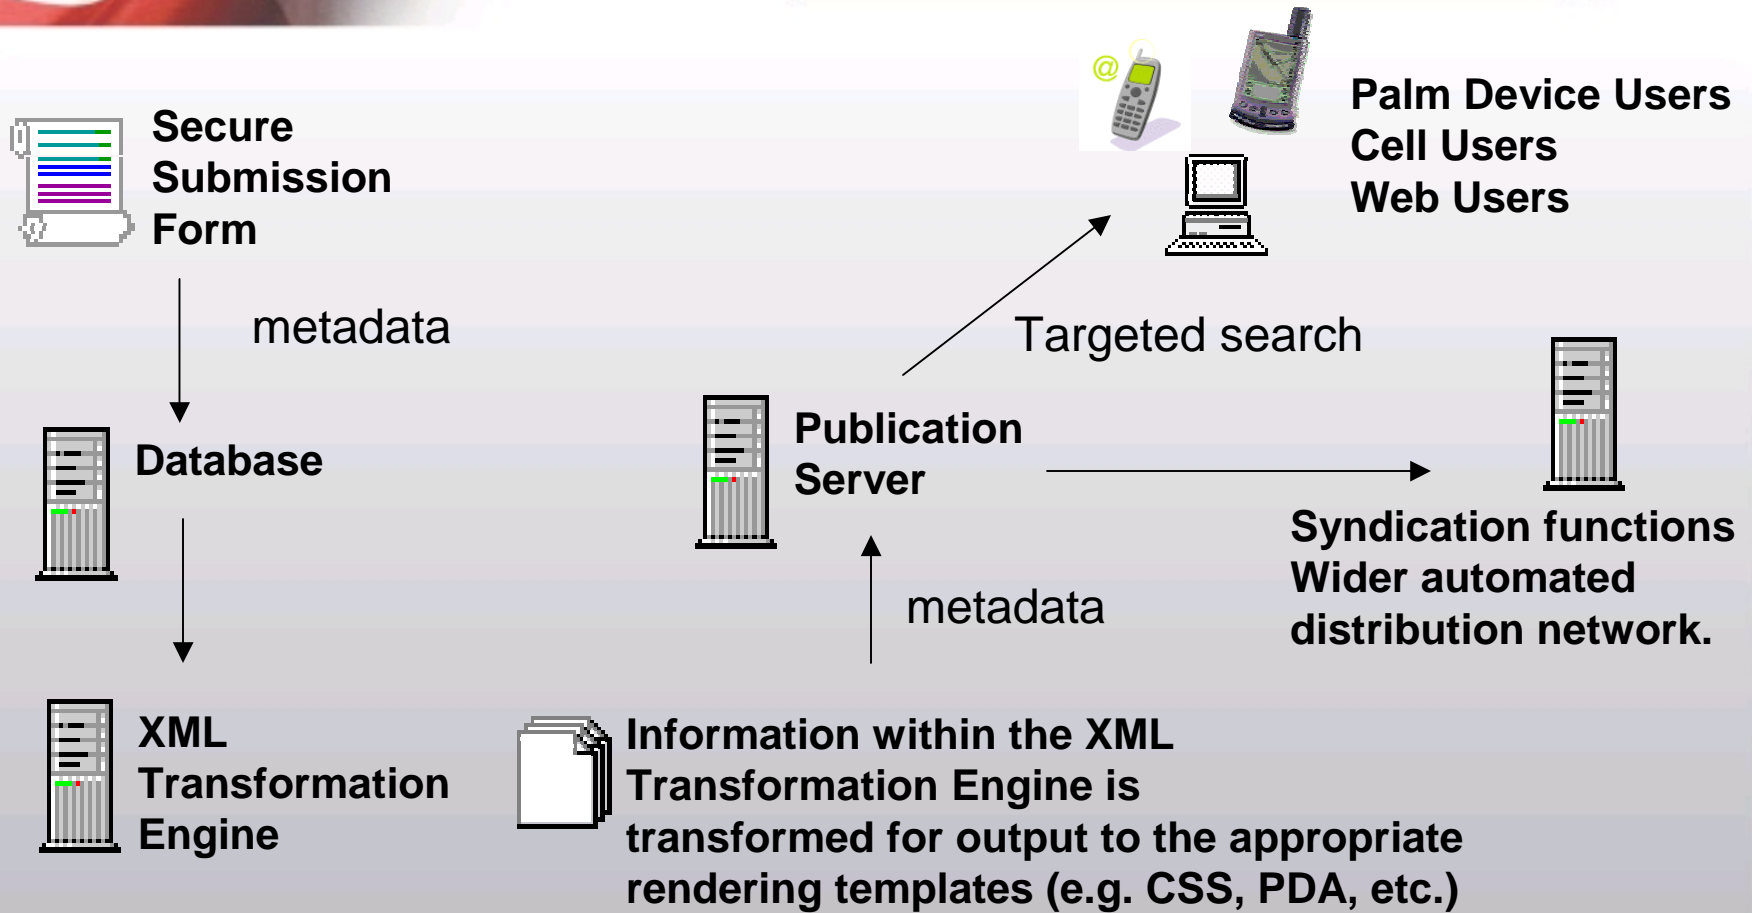 Secure
Submission
Form
metadata
Database
XML
Transformation
Engine
Information within the XML
Transformation Engine is
transformed for output to the appropriate
rendering templates (e.g. CSS, PDA, etc.)
metadata
Publication
Server
Targeted search
@
Palm Device Users
Cell Users
Web Users
Syndication functions
Wider automated
distribution network.